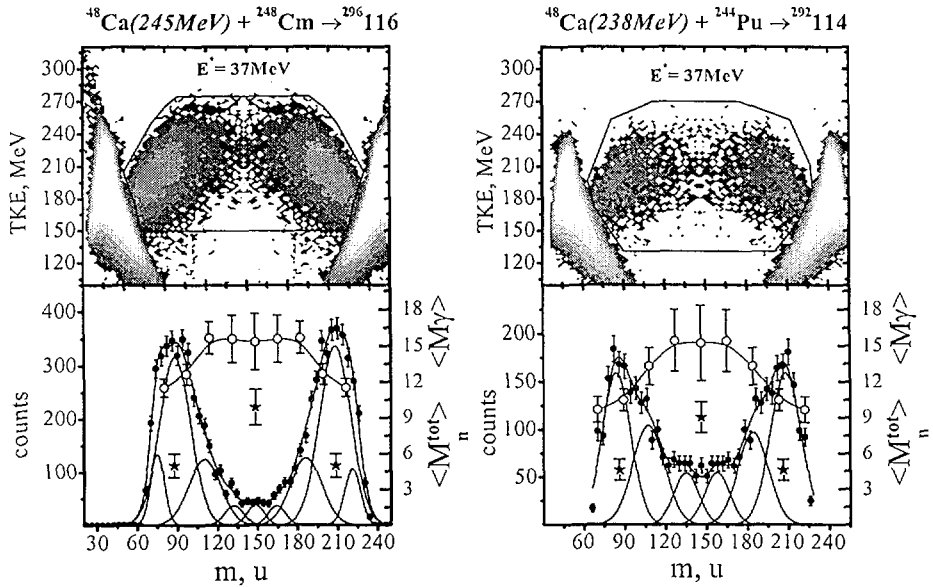 ⁴⁸Ca(245MeV) + ²⁴⁸Cm → ²⁹⁶116
E* = 37MeV
TKE, MeV
300
270
240
210
180
150
120
counts
400
300
200
100
18
15
12
9
6
3
<Mₙᵗᵒᵗ> <Mγ>
30 60 90 120 150 180 210 240
m, u
⁴⁸Ca(238MeV) + ²⁴⁴Pu → ²⁹²114
E* = 37MeV
TKE, MeV
300
270
240
210
180
150
120
counts
200
150
100
50
18
15
12
9
6
3
<Mₙᵗᵒᵗ> <Mγ>
60 90 120 150 180 210 240
m, u